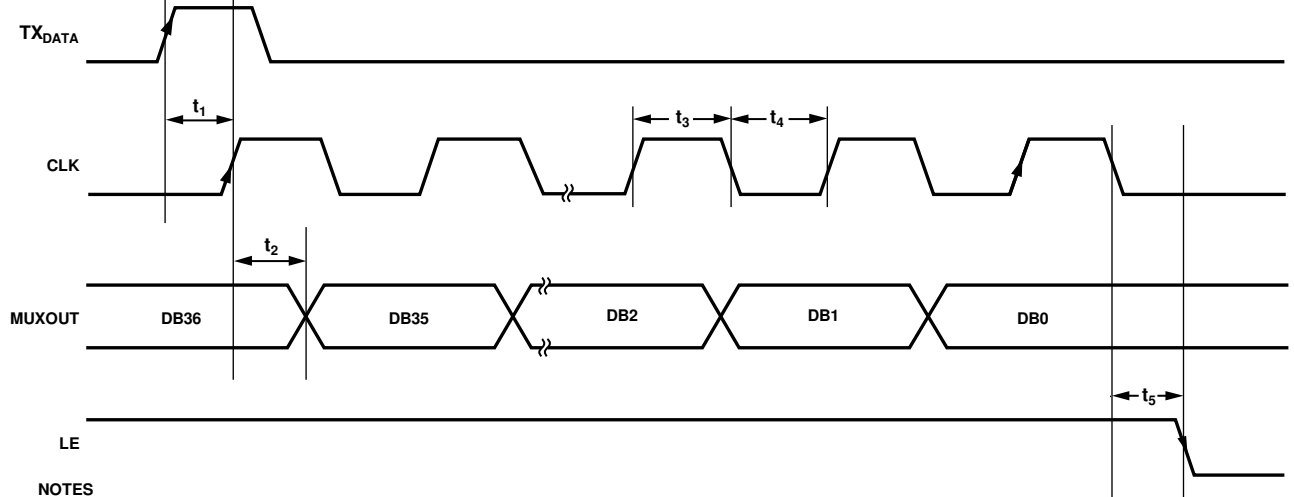 TXDATA
t1
t3
t4
CLK
t2
MUXOUT
DB36
DB35
DB2
DB1
DB0
t5
LE
NOTES